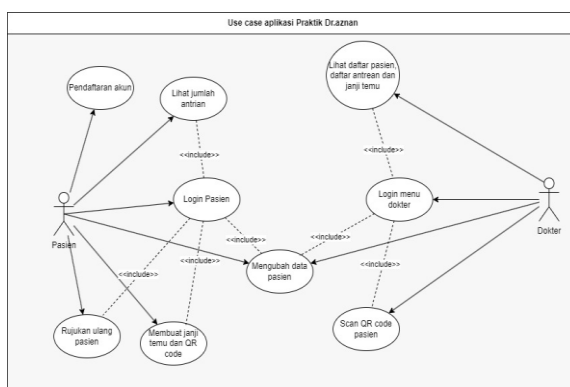 Use case aplikasi Praktik Dr.aznan
Pendaftaran akun
Lihat jumlah
antrian
Lihat daftar pasien,
daftar antrean dan
janji temu
<<include>>
<<include>>
Login Pasien
Login menu
dokter
Pasien
Dokter
<<include>>
<<include>>
<<include>>
<<include>>
<<include>>
Mengubah data
pasien
Rujukan ulang
pasien
Membuat janji
temu dan QR
code
Scan QR code
pasien